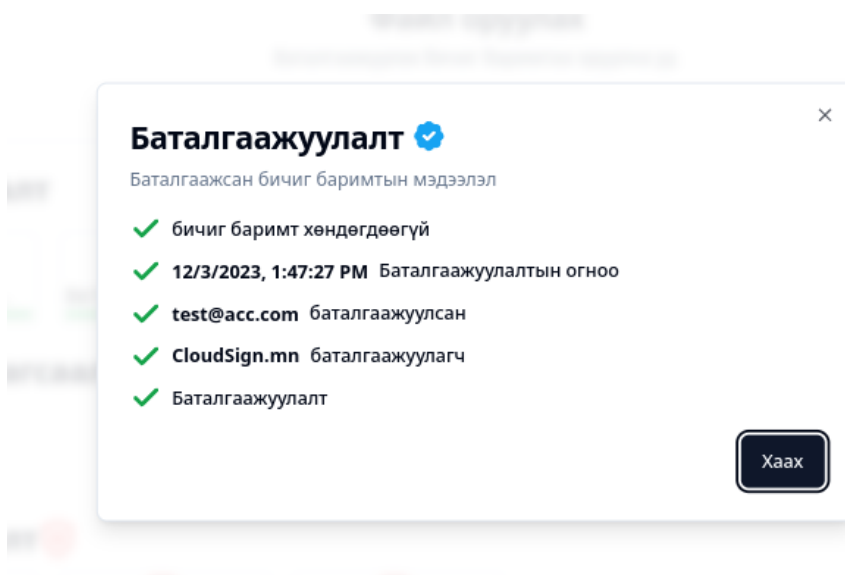 Баталгаажуулалт
Баталгаажсан бичиг баримтын мэдээлэл
бичиг баримт хөндөгдөөгүй
12/3/2023, 1:47:27 PM Баталгаажуулалтын огноо
test@acc.com баталгаажуулсан
CloudSign.mn баталгаажуулагч
Баталгаажуулалт
Хаах